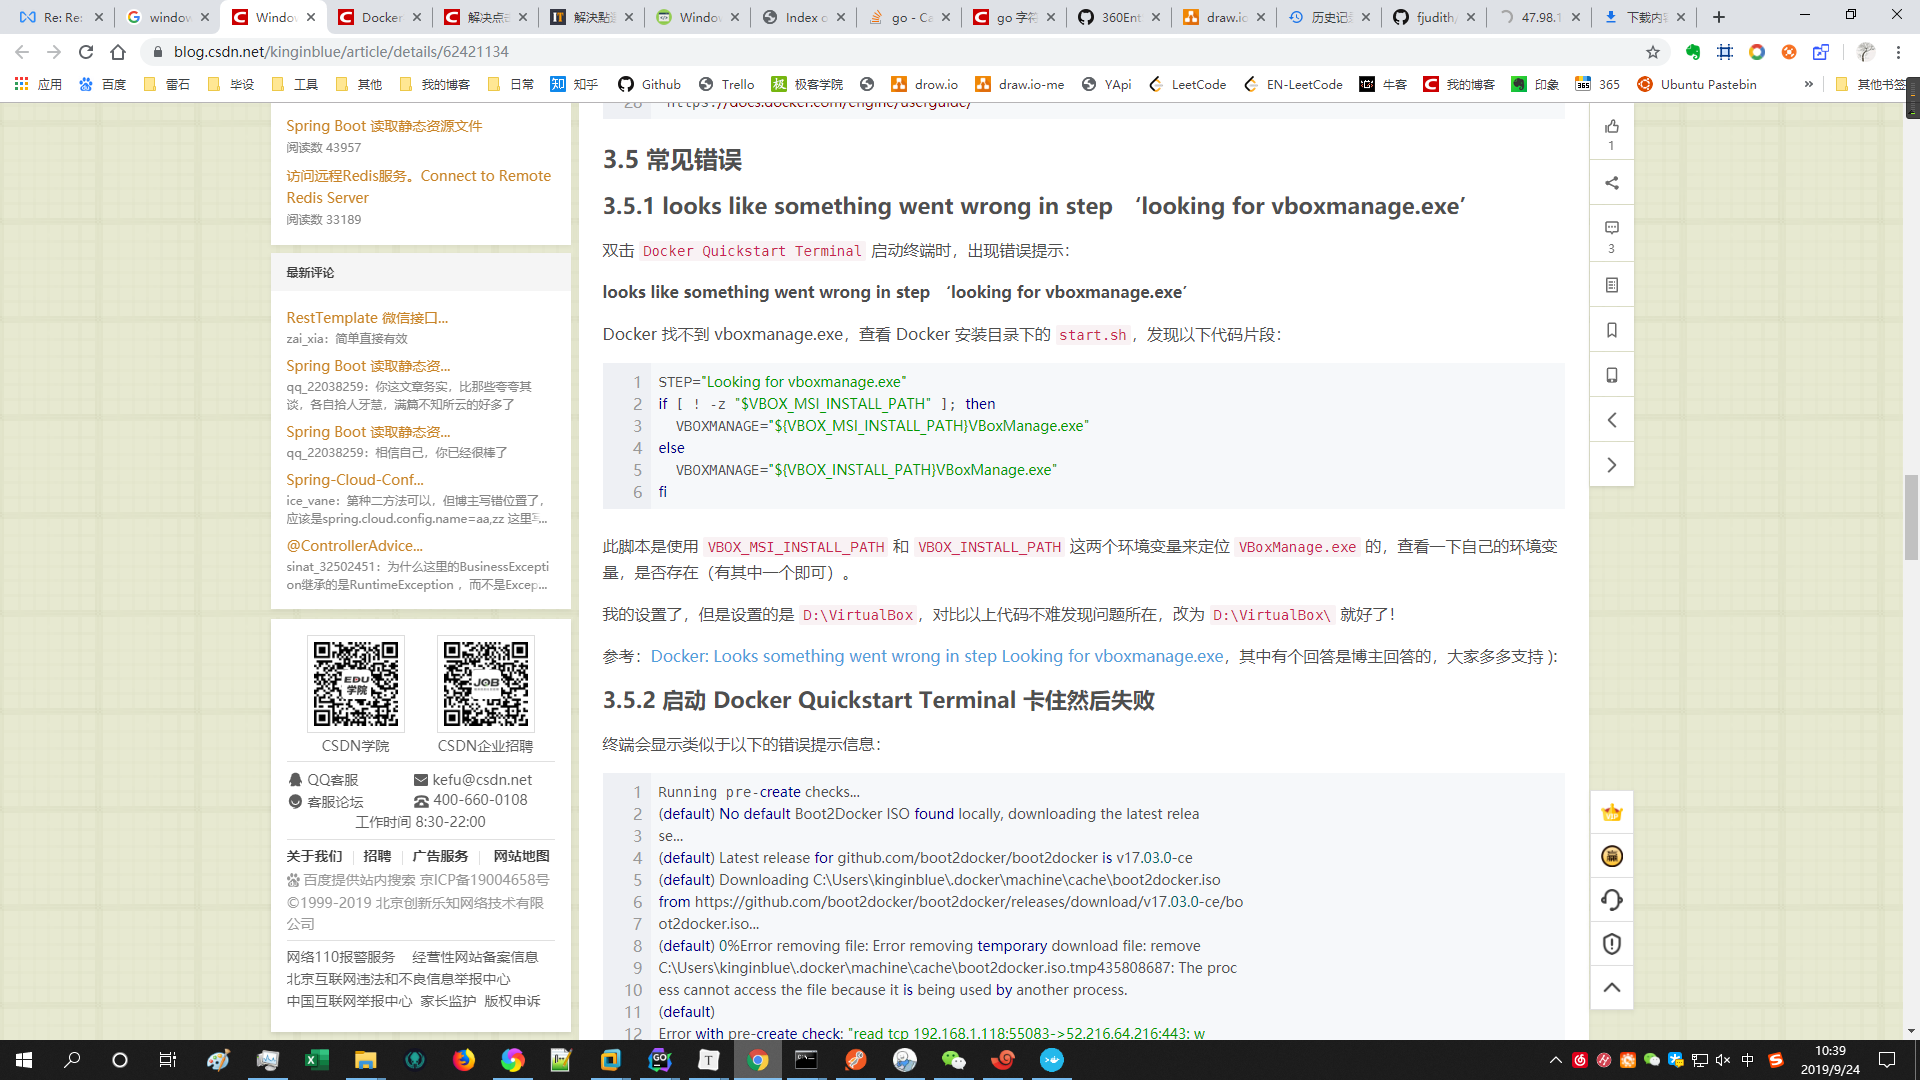 Re: Re:
window
Window
Docker
解决点
解決點
Window
Index o
go - Ca
go 字符
360Ent
draw.io
历史记录
fjudith/
47.98.1
下载内容
blog.csdn.net/kinginblue/article/details/62421134
应用
百度
雷石
毕设
工具
其他
我的博客
日常
知乎
Github
Trello
极客学院
drow.io
draw.io-me
YApi
LeetCode
EN-LeetCode
牛客
我的博客
印象
365
Ubuntu Pastebin
»
其他书签
Spring Boot 读取静态资源文件
阅读数 43957
访问远程Redis服务。Connect to Remote
Redis Server
阅读数 33189
最新评论
RestTemplate 微信接口...
zai_xia：简单直接有效
Spring Boot 读取静态资...
qq_22038259：你这文章务实，比那些夸夸其
谈，各自拾人牙慧，满篇不知所云的好多了
Spring Boot 读取静态资...
qq_22038259：相信自己，你已经很棒了
Spring-Cloud-Conf...
ice_vane：第种二方法可以，但博主写错位置了，
应该是spring.cloud.config.name=aa,zz 这里写...
@ControllerAdvice...
sinat_32502451：为什么这里的BusinessExcepti
on继承的是RuntimeException ，而不是Excep...
EDU
学院
JOB
CSDN学院
CSDN企业招聘
QQ客服
kefu@csdn.net
客服论坛
400-660-0108
工作时间 8:30-22:00
关于我们
招聘
广告服务
网站地图
百度提供站内搜索 京ICP备19004658号
©1999-2019 北京创新乐知网络技术有限
公司
网络110报警服务
经营性网站备案信息
北京互联网违法和不良信息举报中心
中国互联网举报中心
家长监护
版权申诉
28 https://docs.docker.com/engine/userguide/
3.5 常见错误
3.5.1 looks like something went wrong in step ‘looking for vboxmanage.exe’
双击 Docker Quickstart Terminal 启动终端时，出现错误提示：
looks like something went wrong in step ‘looking for vboxmanage.exe’
Docker 找不到 vboxmanage.exe，查看 Docker 安装目录下的 start.sh，发现以下代码片段：
1 STEP="Looking for vboxmanage.exe"
2 if [ ! -z "$VBOX_MSI_INSTALL_PATH" ]; then
3 VBOXMANAGE="${VBOX_MSI_INSTALL_PATH}VBoxManage.exe"
4 else
5 VBOXMANAGE="${VBOX_INSTALL_PATH}VBoxManage.exe"
6 fi
此脚本是使用 VBOX_MSI_INSTALL_PATH 和 VBOX_INSTALL_PATH 这两个环境变量来定位 VBoxManage.exe 的，查看一下自己的环境变
量，是否存在（有其中一个即可）。
我的设置了，但是设置的是 D:\VirtualBox，对比以上代码不难发现问题所在，改为 D:\VirtualBox\ 就好了！
参考：Docker: Looks something went wrong in step Looking for vboxmanage.exe，其中有个回答是博主回答的，大家多多支持 ):
3.5.2 启动 Docker Quickstart Terminal 卡住然后失败
终端会显示类似于以下的错误提示信息：
1 Running pre-create checks...
2 (default) No default Boot2Docker ISO found locally, downloading the latest relea
3 se...
4 (default) Latest release for github.com/boot2docker/boot2docker is v17.03.0-ce
5 (default) Downloading C:\Users\kinginblue\.docker\machine\cache\boot2docker.iso
6 from https://github.com/boot2docker/boot2docker/releases/download/v17.03.0-ce/bo
7 ot2docker.iso...
8 (default) 0%Error removing file: Error removing temporary download file: remove
9 C:\Users\kinginblue\.docker\machine\cache\boot2docker.iso.tmp435808687: The proc
10 ess cannot access the file because it is being used by another process.
11 (default)
12 Error with pre-create check: "read tcp 192.168.1.118:55083->52.216.64.216:443: w
1
3
中
10:39
2019/9/24